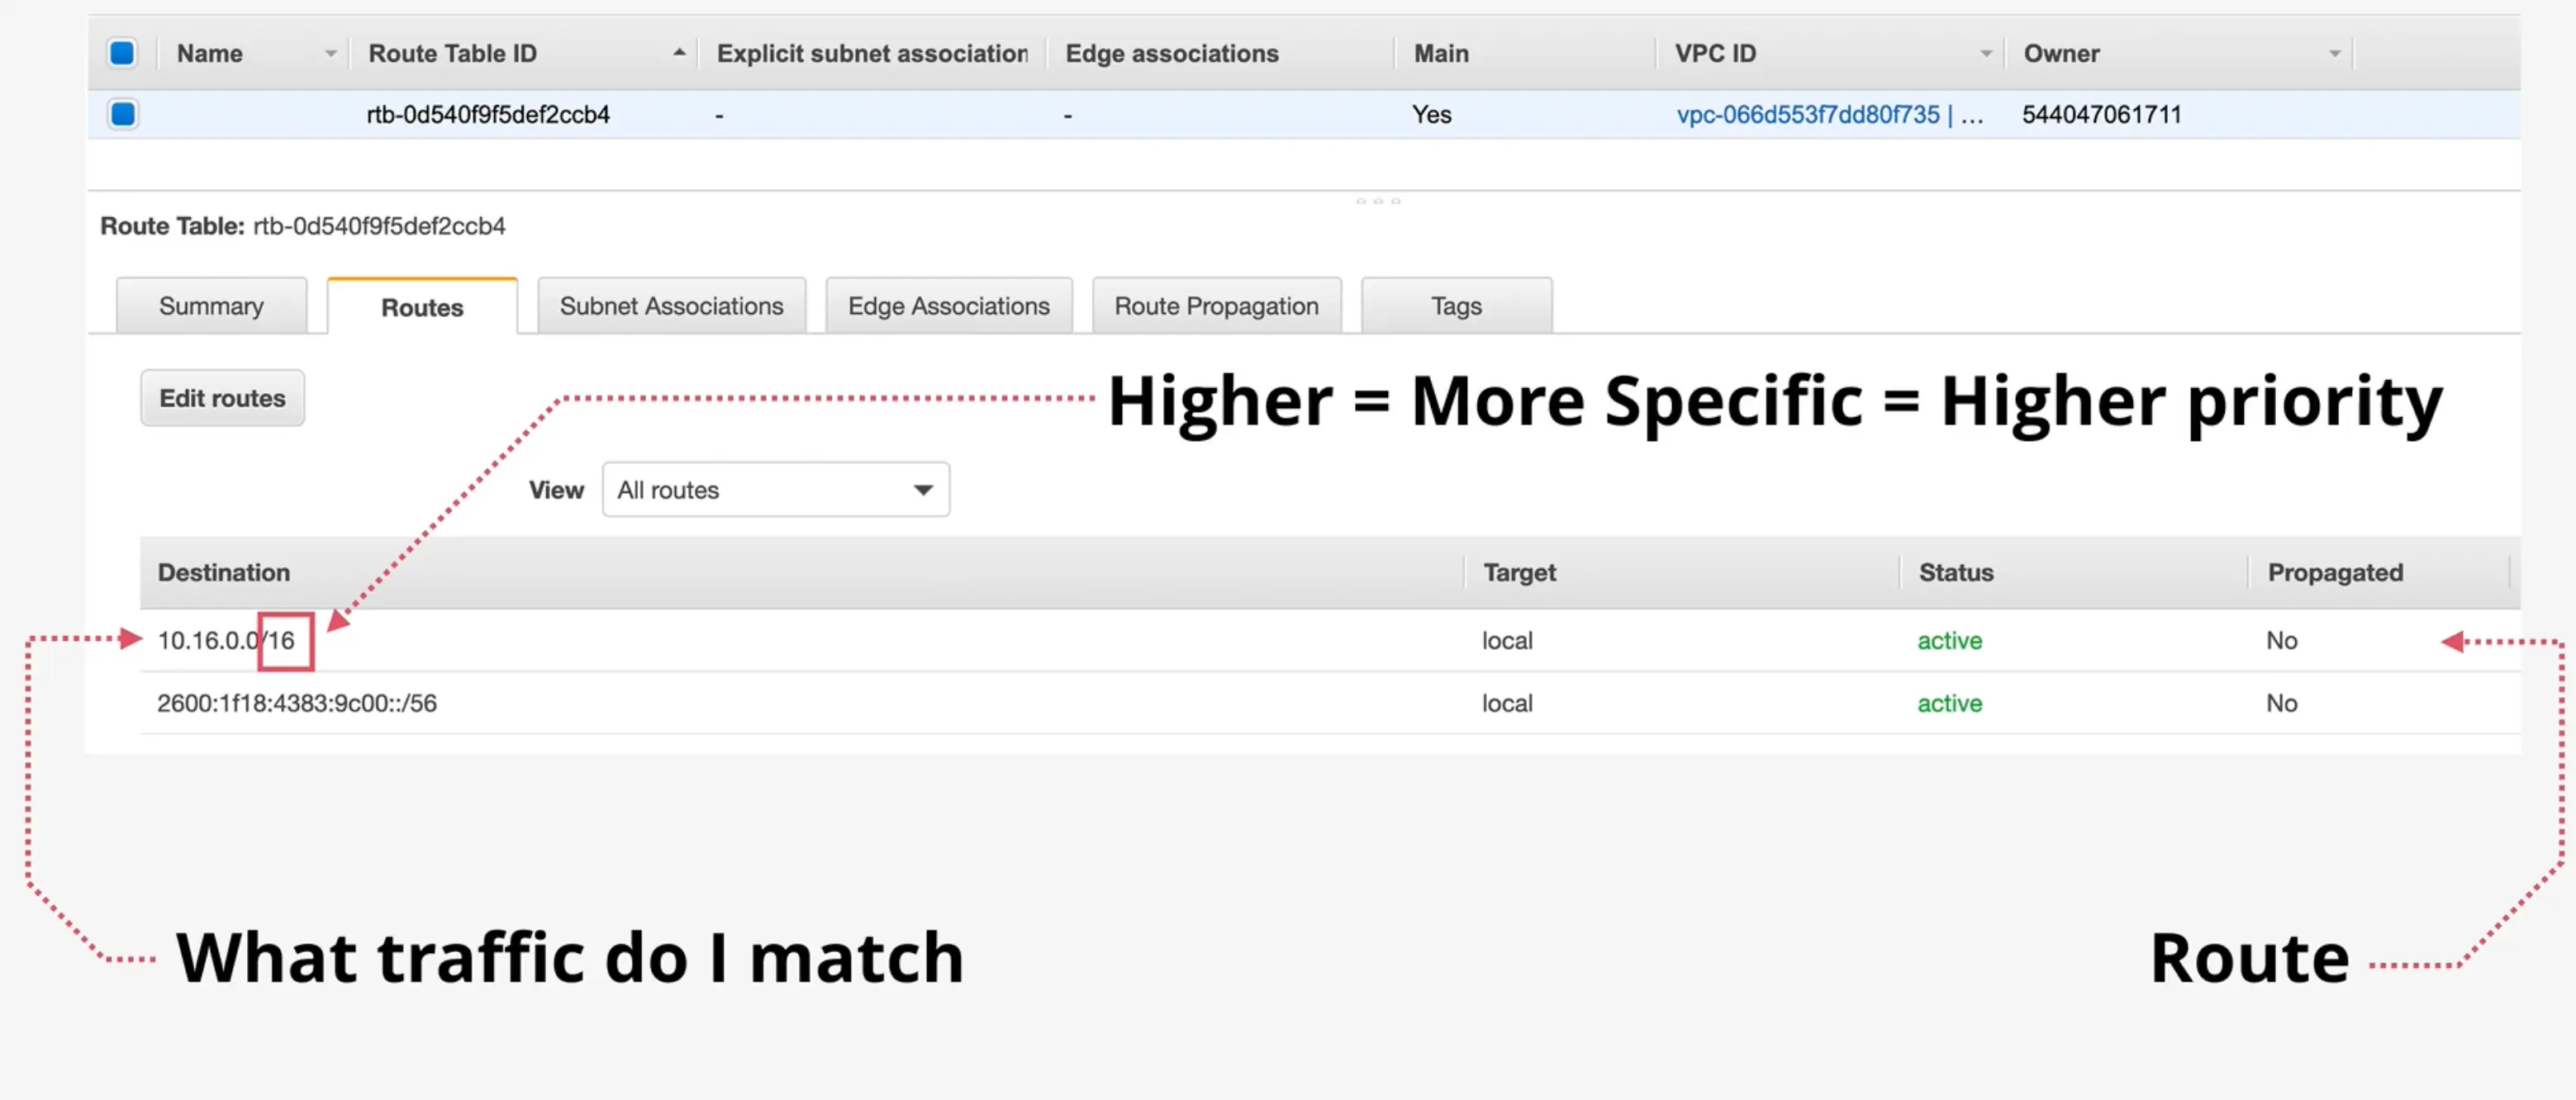 Name Route Table ID Explicit subnet association Edge associations Main VPC ID Owner
rtb-0d540f9f5def2ccb4 - - Yes vpc-066d553f7dd80f735 | ... 544047061711
Route Table: rtb-0d540f9f5def2ccb4
Summary Routes Subnet Associations Edge Associations Route Propagation Tags
Edit routes
Higher = More Specific = Higher priority
View All routes
Destination Target Status Propagated
10.16.0.0/16 local active No
2600:1f18:4383:9c00::/56 local active No
What traffic do I match
Route